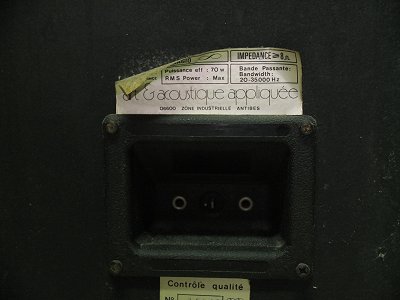 IMPEDANCE ⩾ 8 Ω
Puissance eff : 70 w
R.M.S Power : Max
Bande Passante:
Bandwidth:
20-35000 Hz
& acoustique appliquée
06600 ZONE INDUSTRIELLE ANTIBES
Contrôle qualité
N°